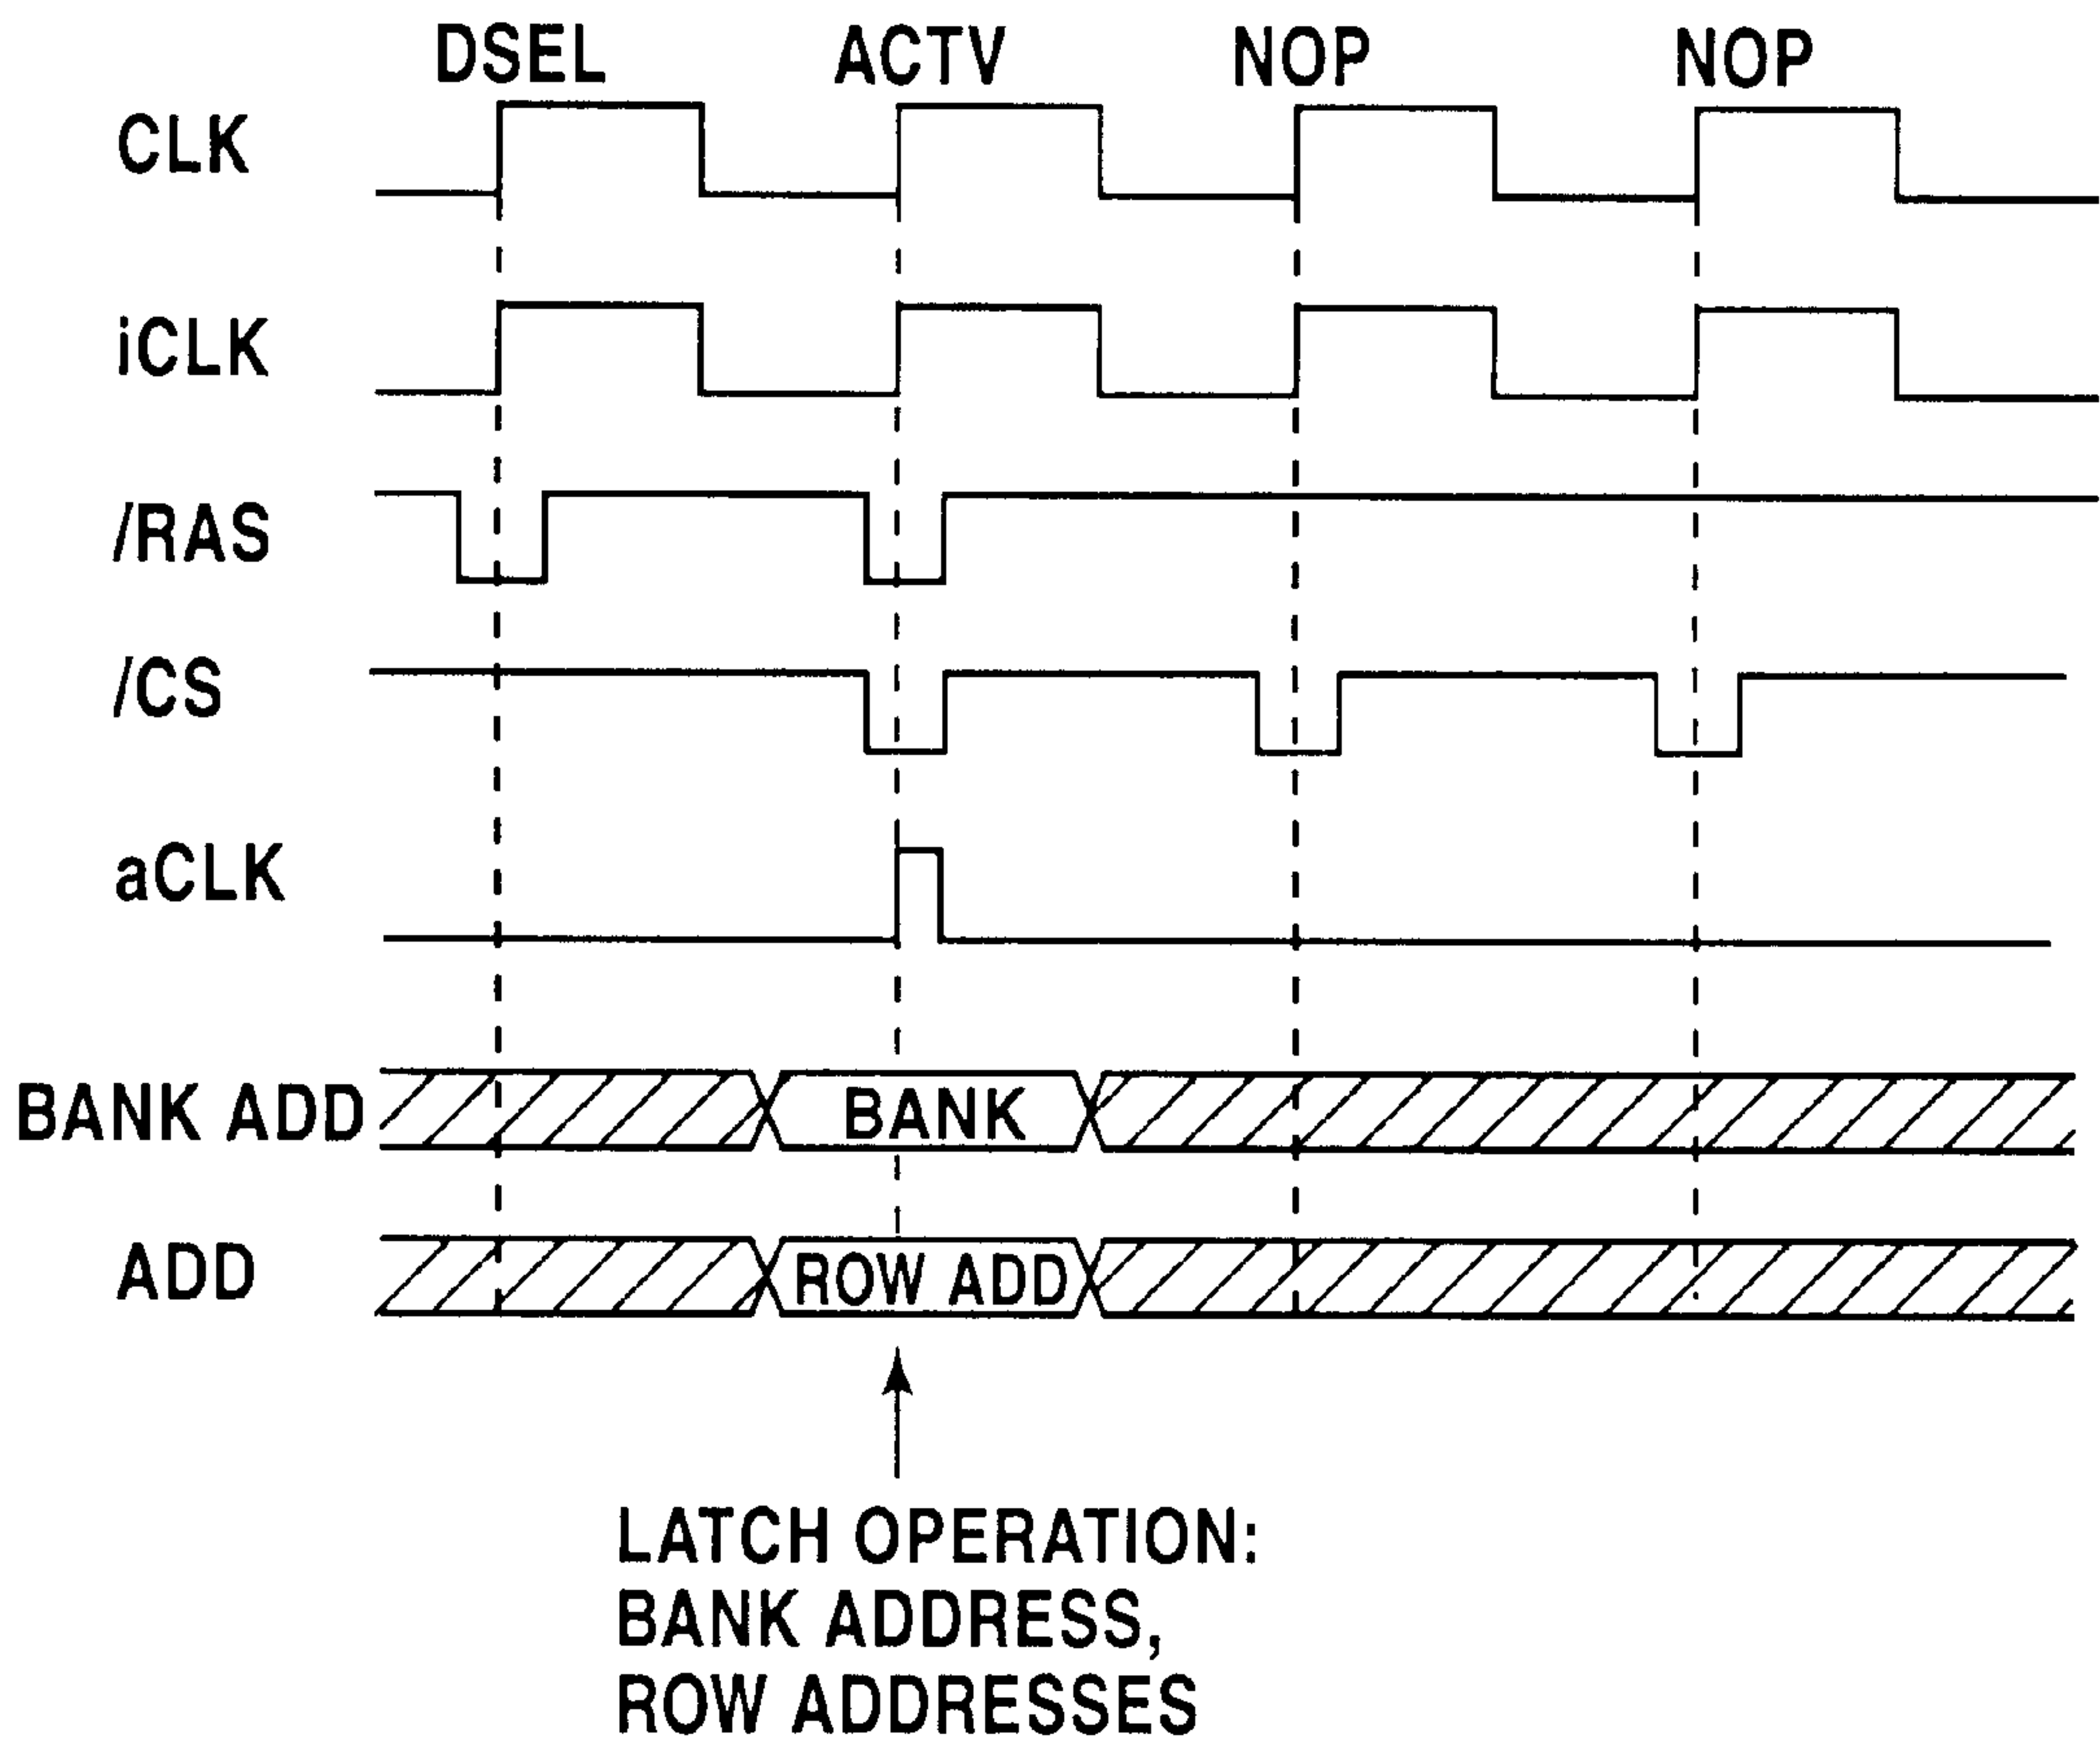 DSEL ACTV NOP NOP
CLK
iCLK
/RAS
/CS
aCLK
BANK ADD BANK
ADD ROW ADD
LATCH OPERATION:
BANK ADDRESS,
ROW ADDRESSES